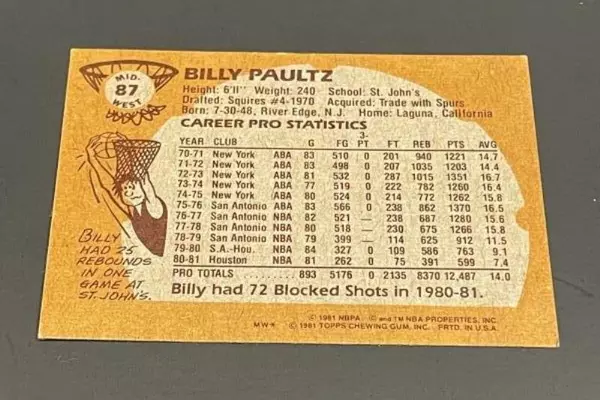 MID-
87
WEST
BILLY PAULTZ
Height: 6'11" Weight: 240 School: St. John's
Drafted: Squires #4-1970 Acquired: Trade with Spurs
Born: 7-30-48, River Edge, N.J. Home: Laguna, California
CAREER PRO STATISTICS
YEAR CLUB G FG 3-PT FT REB PTS AVG
70-71 New York ABA 83 510 0 201 940 1221 14.7
71-72 New York ABA 83 498 0 207 1035 1203 14.4
72-73 New York ABA 81 532 0 287 1015 1351 16.7
73-74 New York ABA 77 519 0 222 782 1260 16.4
74-75 New York ABA 80 524 0 214 772 1262 15.8
75-76 San Antonio ABA 83 566 0 238 862 1370 16.5
76-77 San Antonio NBA 82 521 — 238 687 1280 15.6
77-78 San Antonio NBA 80 518 — 230 675 1266 15.8
78-79 San Antonio NBA 79 399 — 114 625 912 11.5
79-80 S.A.-Hou. NBA 84 327 0 109 586 763 9.1
80-81 Houston NBA 81 262 0 75 391 599 7.4
PRO TOTALS 893 5176 0 2135 8370 12,487 14.0
Billy had 72 Blocked Shots in 1980-81.
BILLY
HAD 25
REBOUNDS
IN ONE
GAME AT
ST. JOHN'S.
© 1981 NBPA. © and TM NBA PROPERTIES, INC.
MW* © 1981 TOPPS CHEWING GUM, INC. PRTD. IN U.S.A.